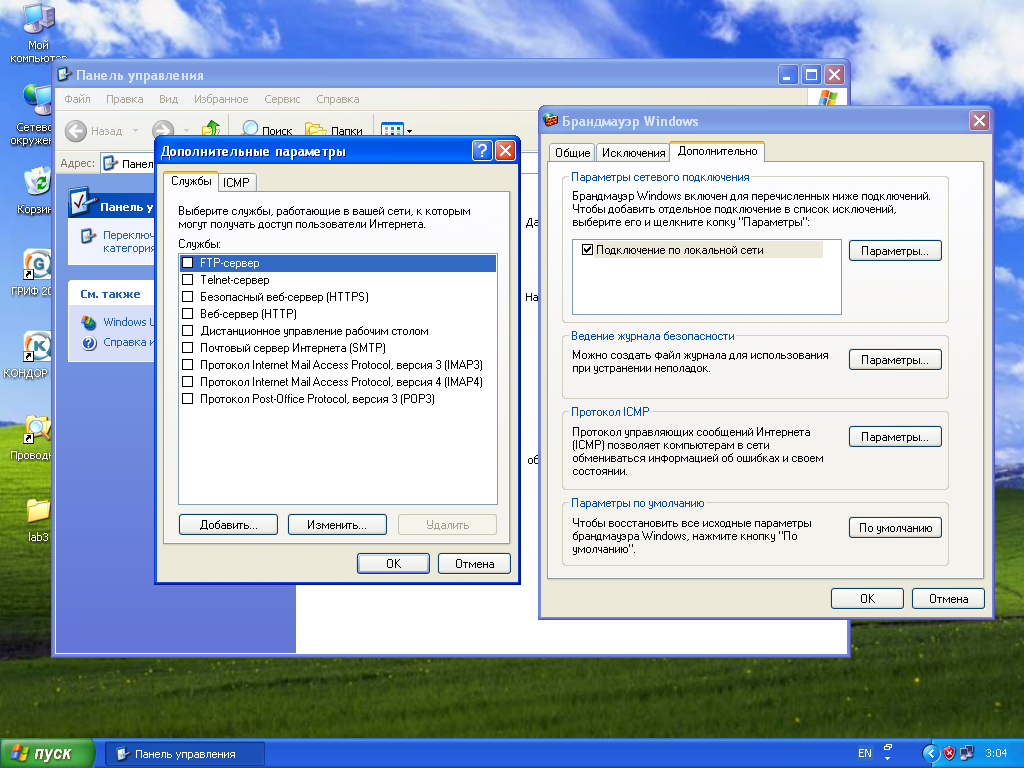 Мой
компьютер
Сетево
окружен
Корзин
ГРИФ 20
КОНДОР
Проводн
lab3
Панель управления
Файл Правка Вид Избранное Сервис Справка
Назад Поиск Папки
Адрес: Панел
Панель у
Переключ
категория
См. также
Windows U
Справка и
Да
На
об
Дополнительные параметры
Службы ICMP
Выберите службы, работающие в вашей сети, к которым
могут получать доступ пользователи Интернета.
Службы:
FTP-сервер
Telnet-сервер
Безопасный веб-сервер (HTTPS)
Веб-сервер (HTTP)
Дистанционное управление рабочим столом
Почтовый сервер Интернета (SMTP)
Протокол Internet Mail Access Protocol, версия 3 (IMAP3)
Протокол Internet Mail Access Protocol, версия 4 (IMAP4)
Протокол Post-Office Protocol, версия 3 (POP3)
Добавить... Изменить... Удалить
OK Отмена
Брандмауэр Windows
Общие Исключения Дополнительно
Параметры сетевого подключения
Брандмауэр Windows включен для перечисленных ниже подключений.
Чтобы добавить отдельное подключение в список исключений,
выберите его и щелкните копку "Параметры":
Подключение по локальной сети
Параметры...
Ведение журнала безопасности
Можно создать файл журнала для использования
при устранении неполадок.
Параметры...
Протокол ICMP
Протокол управляющих сообщений Интернета
(ICMP) позволяет компьютерам в сети
обмениваться информацией об ошибках и своем
состоянии.
Параметры...
Параметры по умолчанию
Чтобы восстановить все исходные параметры
брандмауэра Windows, нажмите кнопку "По
умолчанию".
По умолчанию
OK Отмена
пуск Панель управления EN 3:04